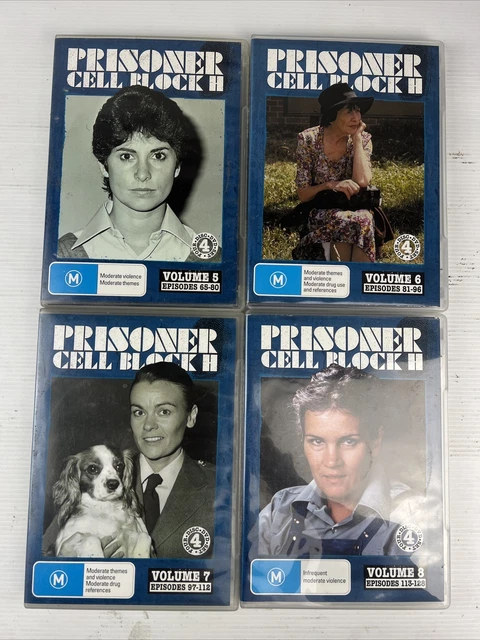 PRISONER
CELL BLOCK H
4
M
Moderate violence
Moderate themes
VOLUME 5
EPISODES 65-80
PRISONER
CELL BLOCK H
4
M
Moderate themes
and violence
Moderate drug use
and references
VOLUME 6
EPISODES 81-96
PRISONER
CELL BLOCK H
4
M
Moderate themes
and violence
Moderate drug
references
VOLUME 7
EPISODES 97-112
PRISONER
CELL BLOCK H
4
M
Infrequent
moderate violence
VOLUME 8
EPISODES 113-128